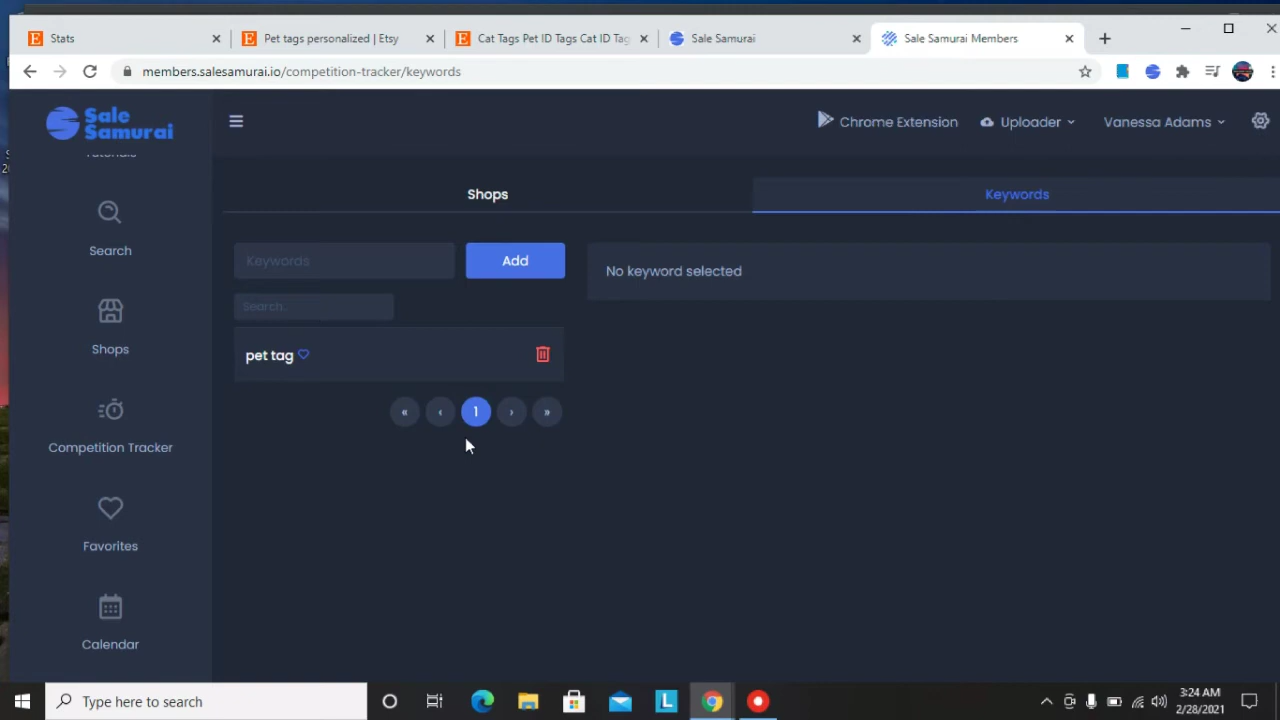 Stats
Pet tags personalized | Etsy
Cat Tags Pet ID Tags Cat ID Tag
Sale Samurai
Sale Samurai Members
members.salesamurai.io/competition-tracker/keywords
Sale
Samurai
Chrome Extension
Uploader
Vanessa Adams
Tutorials
Search
Shops
Competition Tracker
Favorites
Calendar
Shops
Keywords
Keywords
Add
No keyword selected
Search..
pet tag
« ‹ 1 › »
Type here to search
L
3:24 AM
2/28/2021